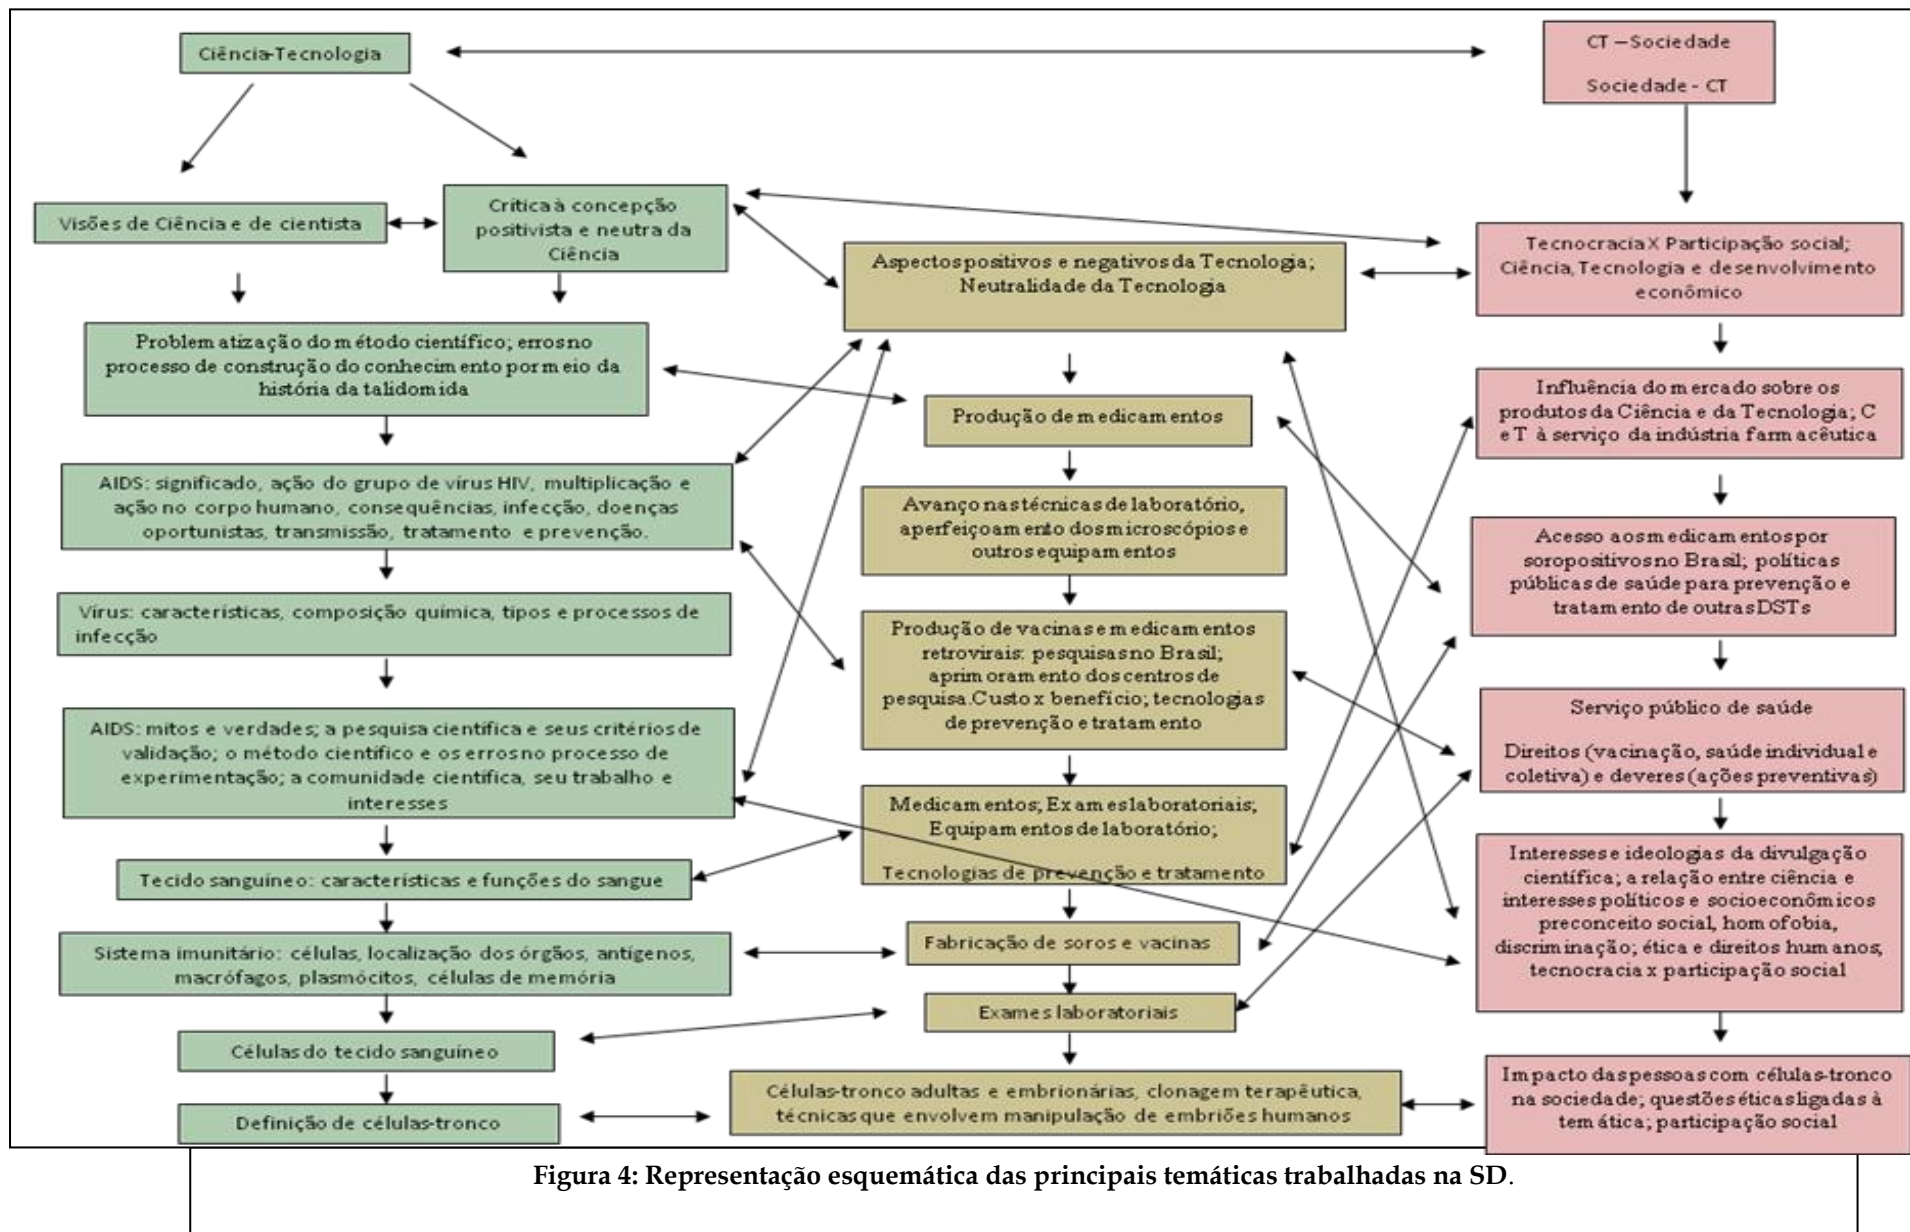 Ciência-Tecnologia
CT – Sociedade
Sociedade - CT
Visões de Ciência e de cientista
Crítica à concepção
positivista e neutra da
Ciência
Aspectos positivos e negativos da Tecnologia;
Neutralidade da Tecnologia
Tecnocracia X Participação social;
Ciência, Tecnologia e desenvolvimento
econômico
Problematização do método científico; erros no
processo de construção do conhecimento por meio da
história da talidomida
Produção de medicamentos
Influência do mercado sobre os
produtos da Ciência e da Tecnologia; C
e T à serviço da indústria farmacêutica
AIDS: significado, ação do grupo de vírus HIV, multiplicação e
ação no corpo humano, consequências, infecção, doenças
oportunistas, transmissão, tratamento e prevenção.
Avanço nas técnicas de laboratório,
aperfeiçoamento dos microscópios e
outros equipamentos
Acesso aos medicamentos por
soropositivos no Brasil; políticas
públicas de saúde para prevenção e
tratamento de outras DSTs
Vírus: características, composição química, tipos e processos de
infecção
Produção de vacinas e medicamentos
retrovirais: pesquisas no Brasil;
aprimoramento dos centros de
pesquisa. Custo x benefício; tecnologias
de prevenção e tratamento
Serviço público de saúde
Direitos (vacinação, saúde individual e
coletiva) e deveres (ações preventivas)
AIDS: mitos e verdades; a pesquisa científica e seus critérios de
validação; o método científico e os erros no processo de
experimentação; a comunidade científica, seu trabalho e
interesses
Medicamentos; Exames laboratoriais;
Equipamentos de laboratório;
Tecnologias de prevenção e tratamento
Interesses e ideologias da divulgação
científica; a relação entre ciência e
interesses políticos e socioeconômicos
preconceito social, homofobia,
discriminação; ética e direitos humanos,
tecnocracia x participação social
Tecido sanguíneo: características e funções do sangue
Sistema imunitário: células, localização dos órgãos, antígenos,
macrófagos, plasmócitos, células de memória
Fabricação de soros e vacinas
Exames laboratoriais
Células do tecido sanguíneo
Definição de células-tronco
Células-tronco adultas e embrionárias, clonagem terapêutica,
técnicas que envolvem manipulação de embriões humanos
Impacto das pessoas com células-tronco
na sociedade; questões éticas ligadas à
temática; participação social
Figura 4: Representação esquemática das principais temáticas trabalhadas na SD.